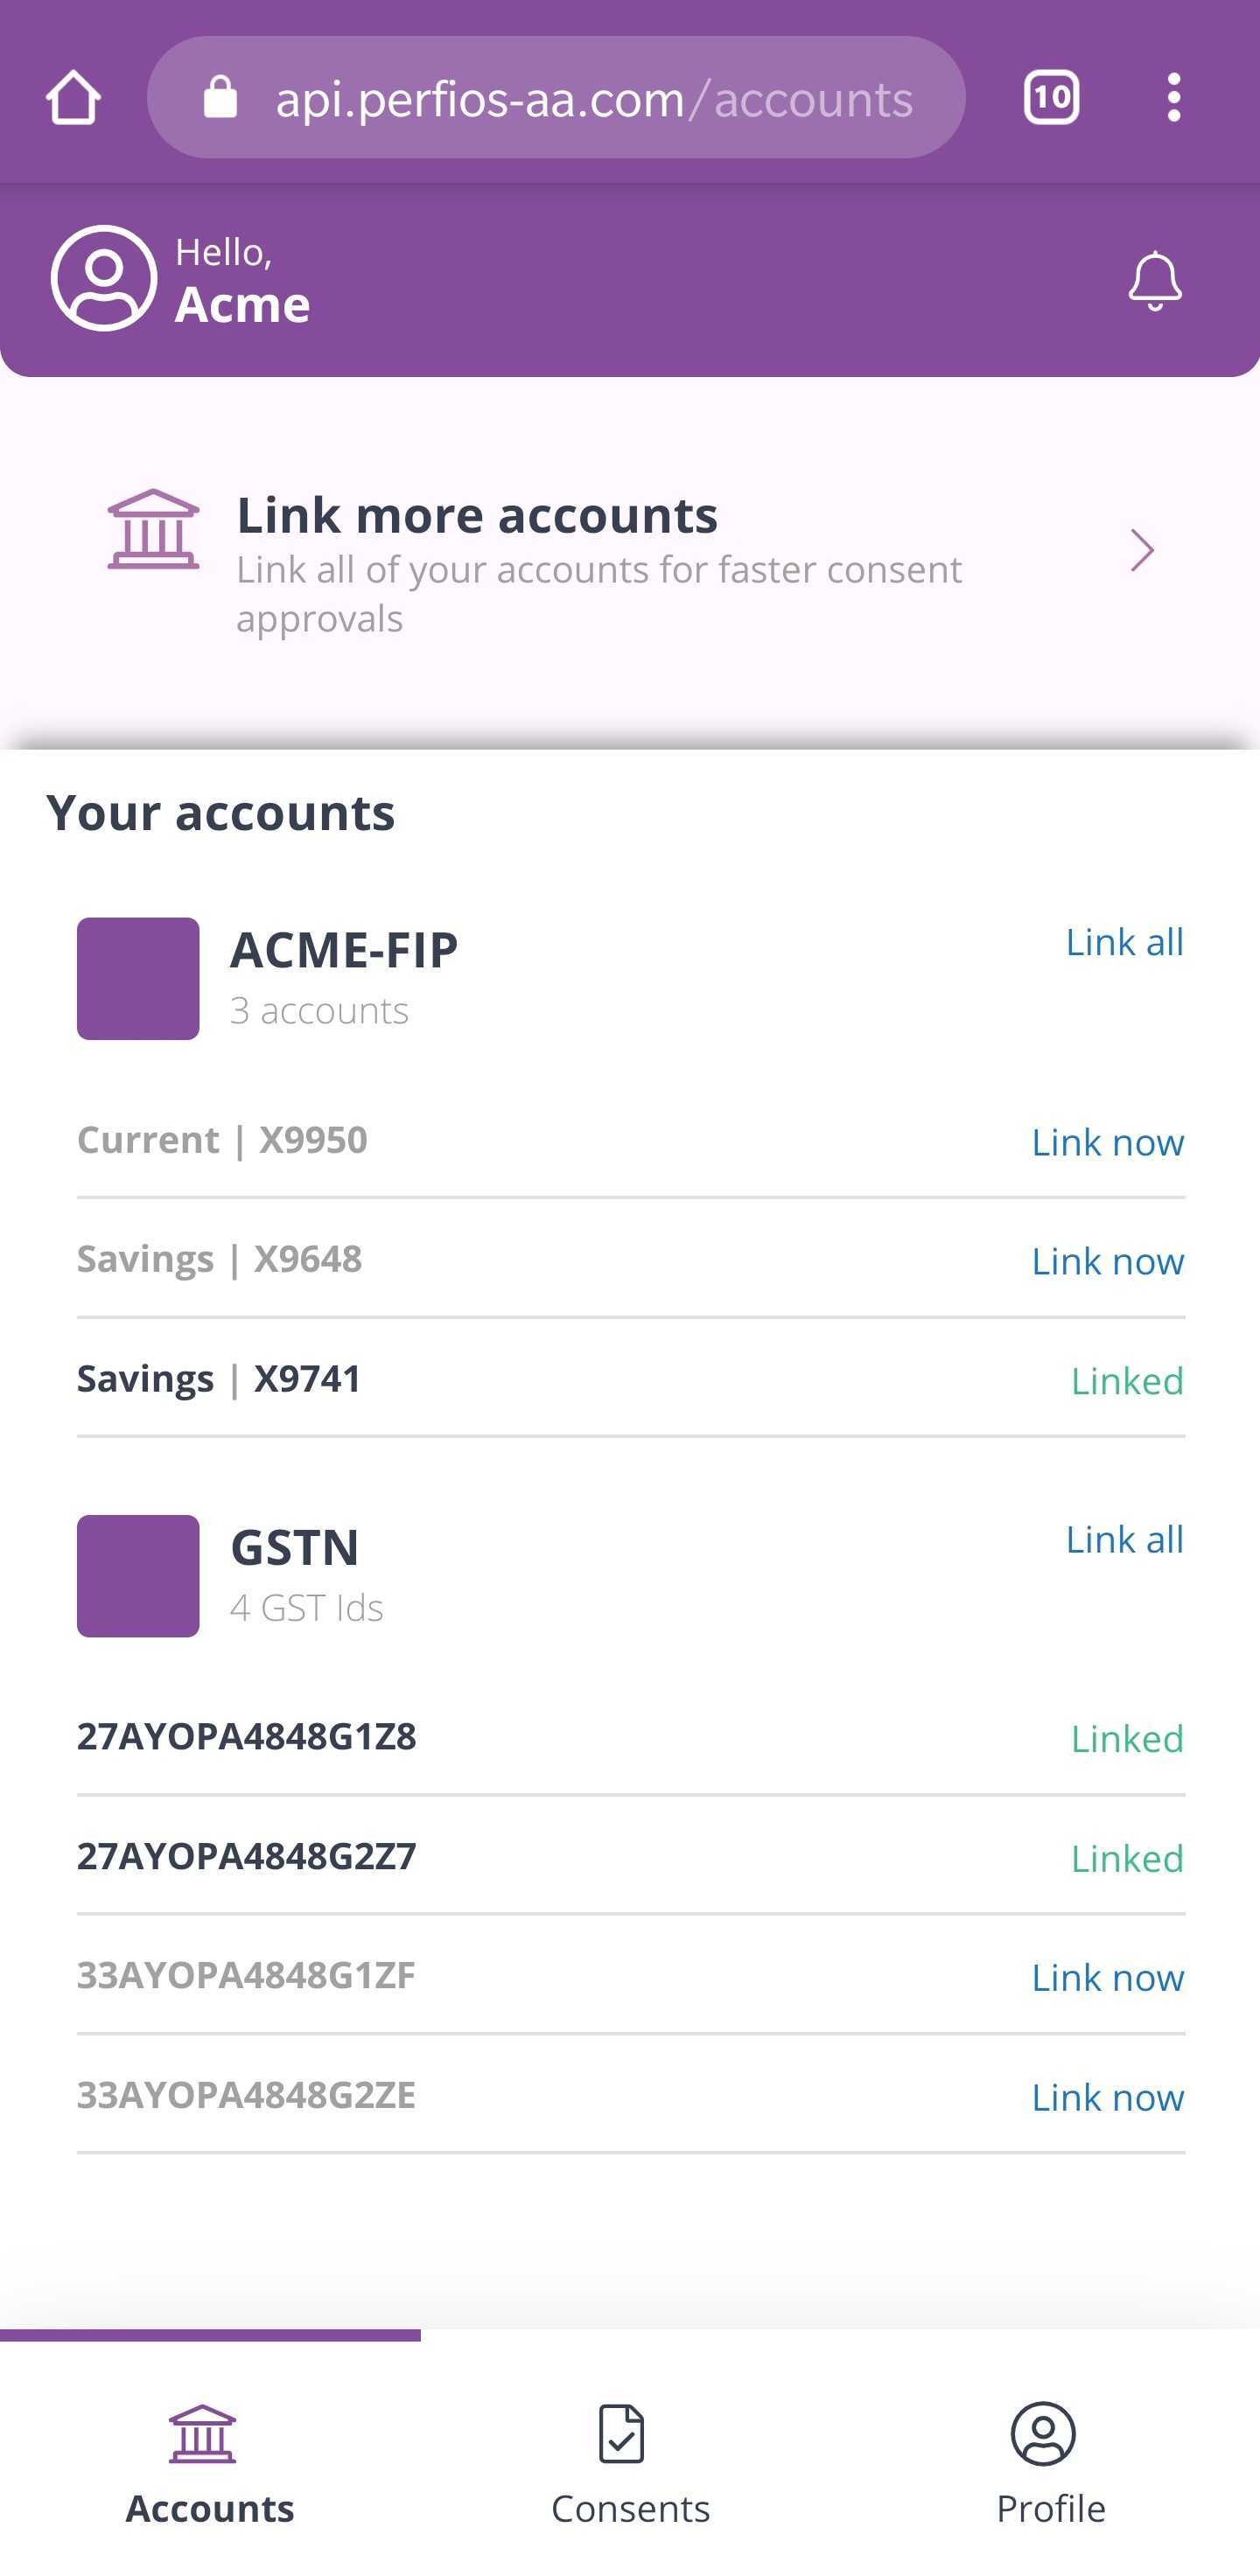 api.perfios-aa.com/accounts
10
Hello,
Acme
Link more accounts
Link all of your accounts for faster consent
approvals
Your accounts
ACME-FIP
Link all
3 accounts
Current | X9950
Link now
Savings | X9648
Link now
Savings | X9741
Linked
GSTN
Link all
4 GST Ids
27AYOPA4848G1Z8
Linked
27AYOPA4848G2Z7
Linked
33AYOPA4848G1ZF
Link now
33AYOPA4848G2ZE
Link now
Accounts
Consents
Profile